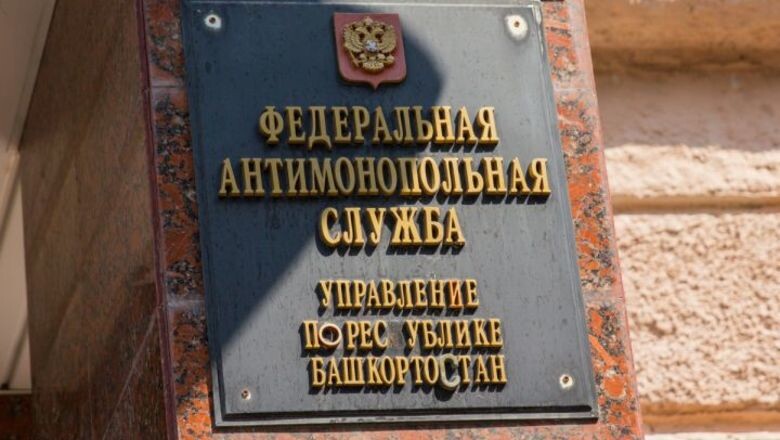 ФЕДЕРАЛЬНАЯ
АНТИМОНОПОЛЬНАЯ
СЛУЖБА
УПРАВЛЕНИЕ
ПО РЕС УБЛИКЕ
БАШКОРТОСТАН